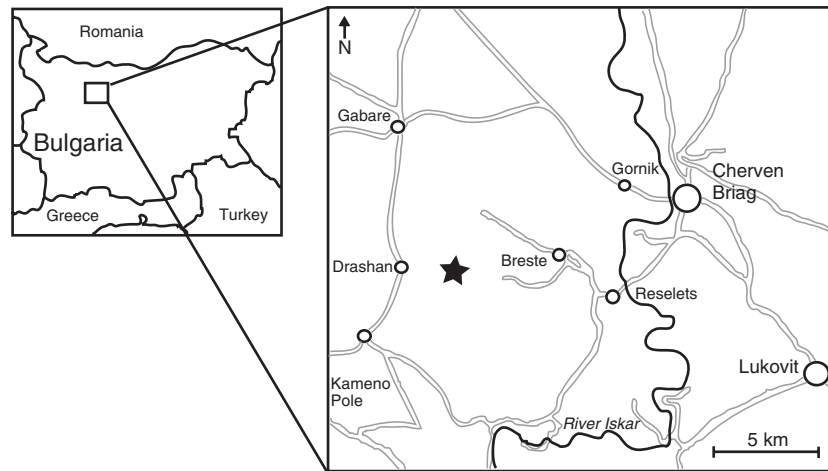 Romania
Bulgaria
Greece
Turkey
N
Gabare
Gornik
Cherven
Briag
Drashan
Breste
Reselets
Kameno
Pole
Lukovit
River Iskar
5 km